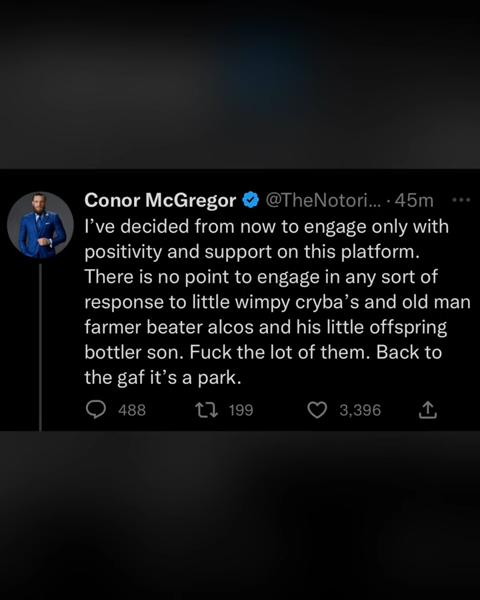 Conor McGregor @TheNotori... · 45m
I've decided from now to engage only with
positivity and support on this platform.
There is no point to engage in any sort of
response to little wimpy cryba's and old man
farmer beater alcos and his little offspring
bottler son. Fuck the lot of them. Back to
the gaf it's a park.
488 199 3,396